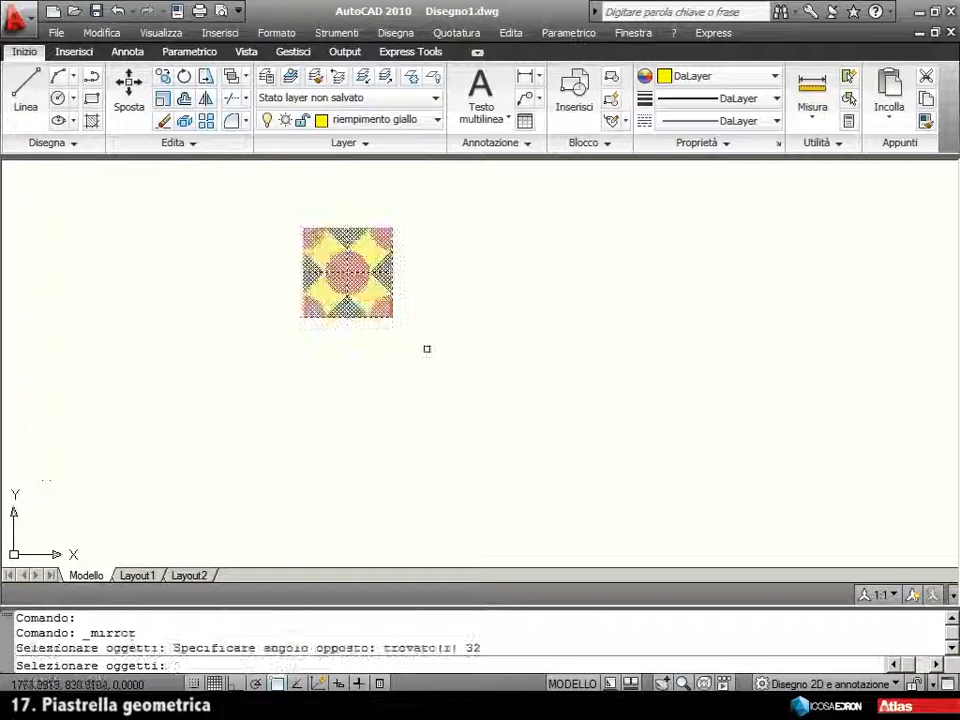 AutoCAD 2010 Disegno1.dwg
Digitare parola chiave o frase
File Modifica Visualizza Inserisci Formato Strumenti Disegna Quotatura Edita Parametrico Finestra ? Express
Inizio Inserisci Annota Parametrico Vista Gestisci Output Express Tools
Linea
Sposta
Stato layer non salvato
riempimento giallo
A
Testo multilinea
Inserisci
DaLayer
DaLayer
DaLayer
Misura
Incolla
Disegna Edita Layer Annotazione Blocco Proprietà Utilità Appunti
Y
X
Modello Layout1 Layout2
1:1
Comando:
Comando: _mirror
Selezionare oggetti: Specificare angolo opposto: trovato(i) 32
Selezionare oggetti:
MODELLO
Disegno 2D e annotazione
17. Piastrella geometrica
ICOSAEDRON
Atlas